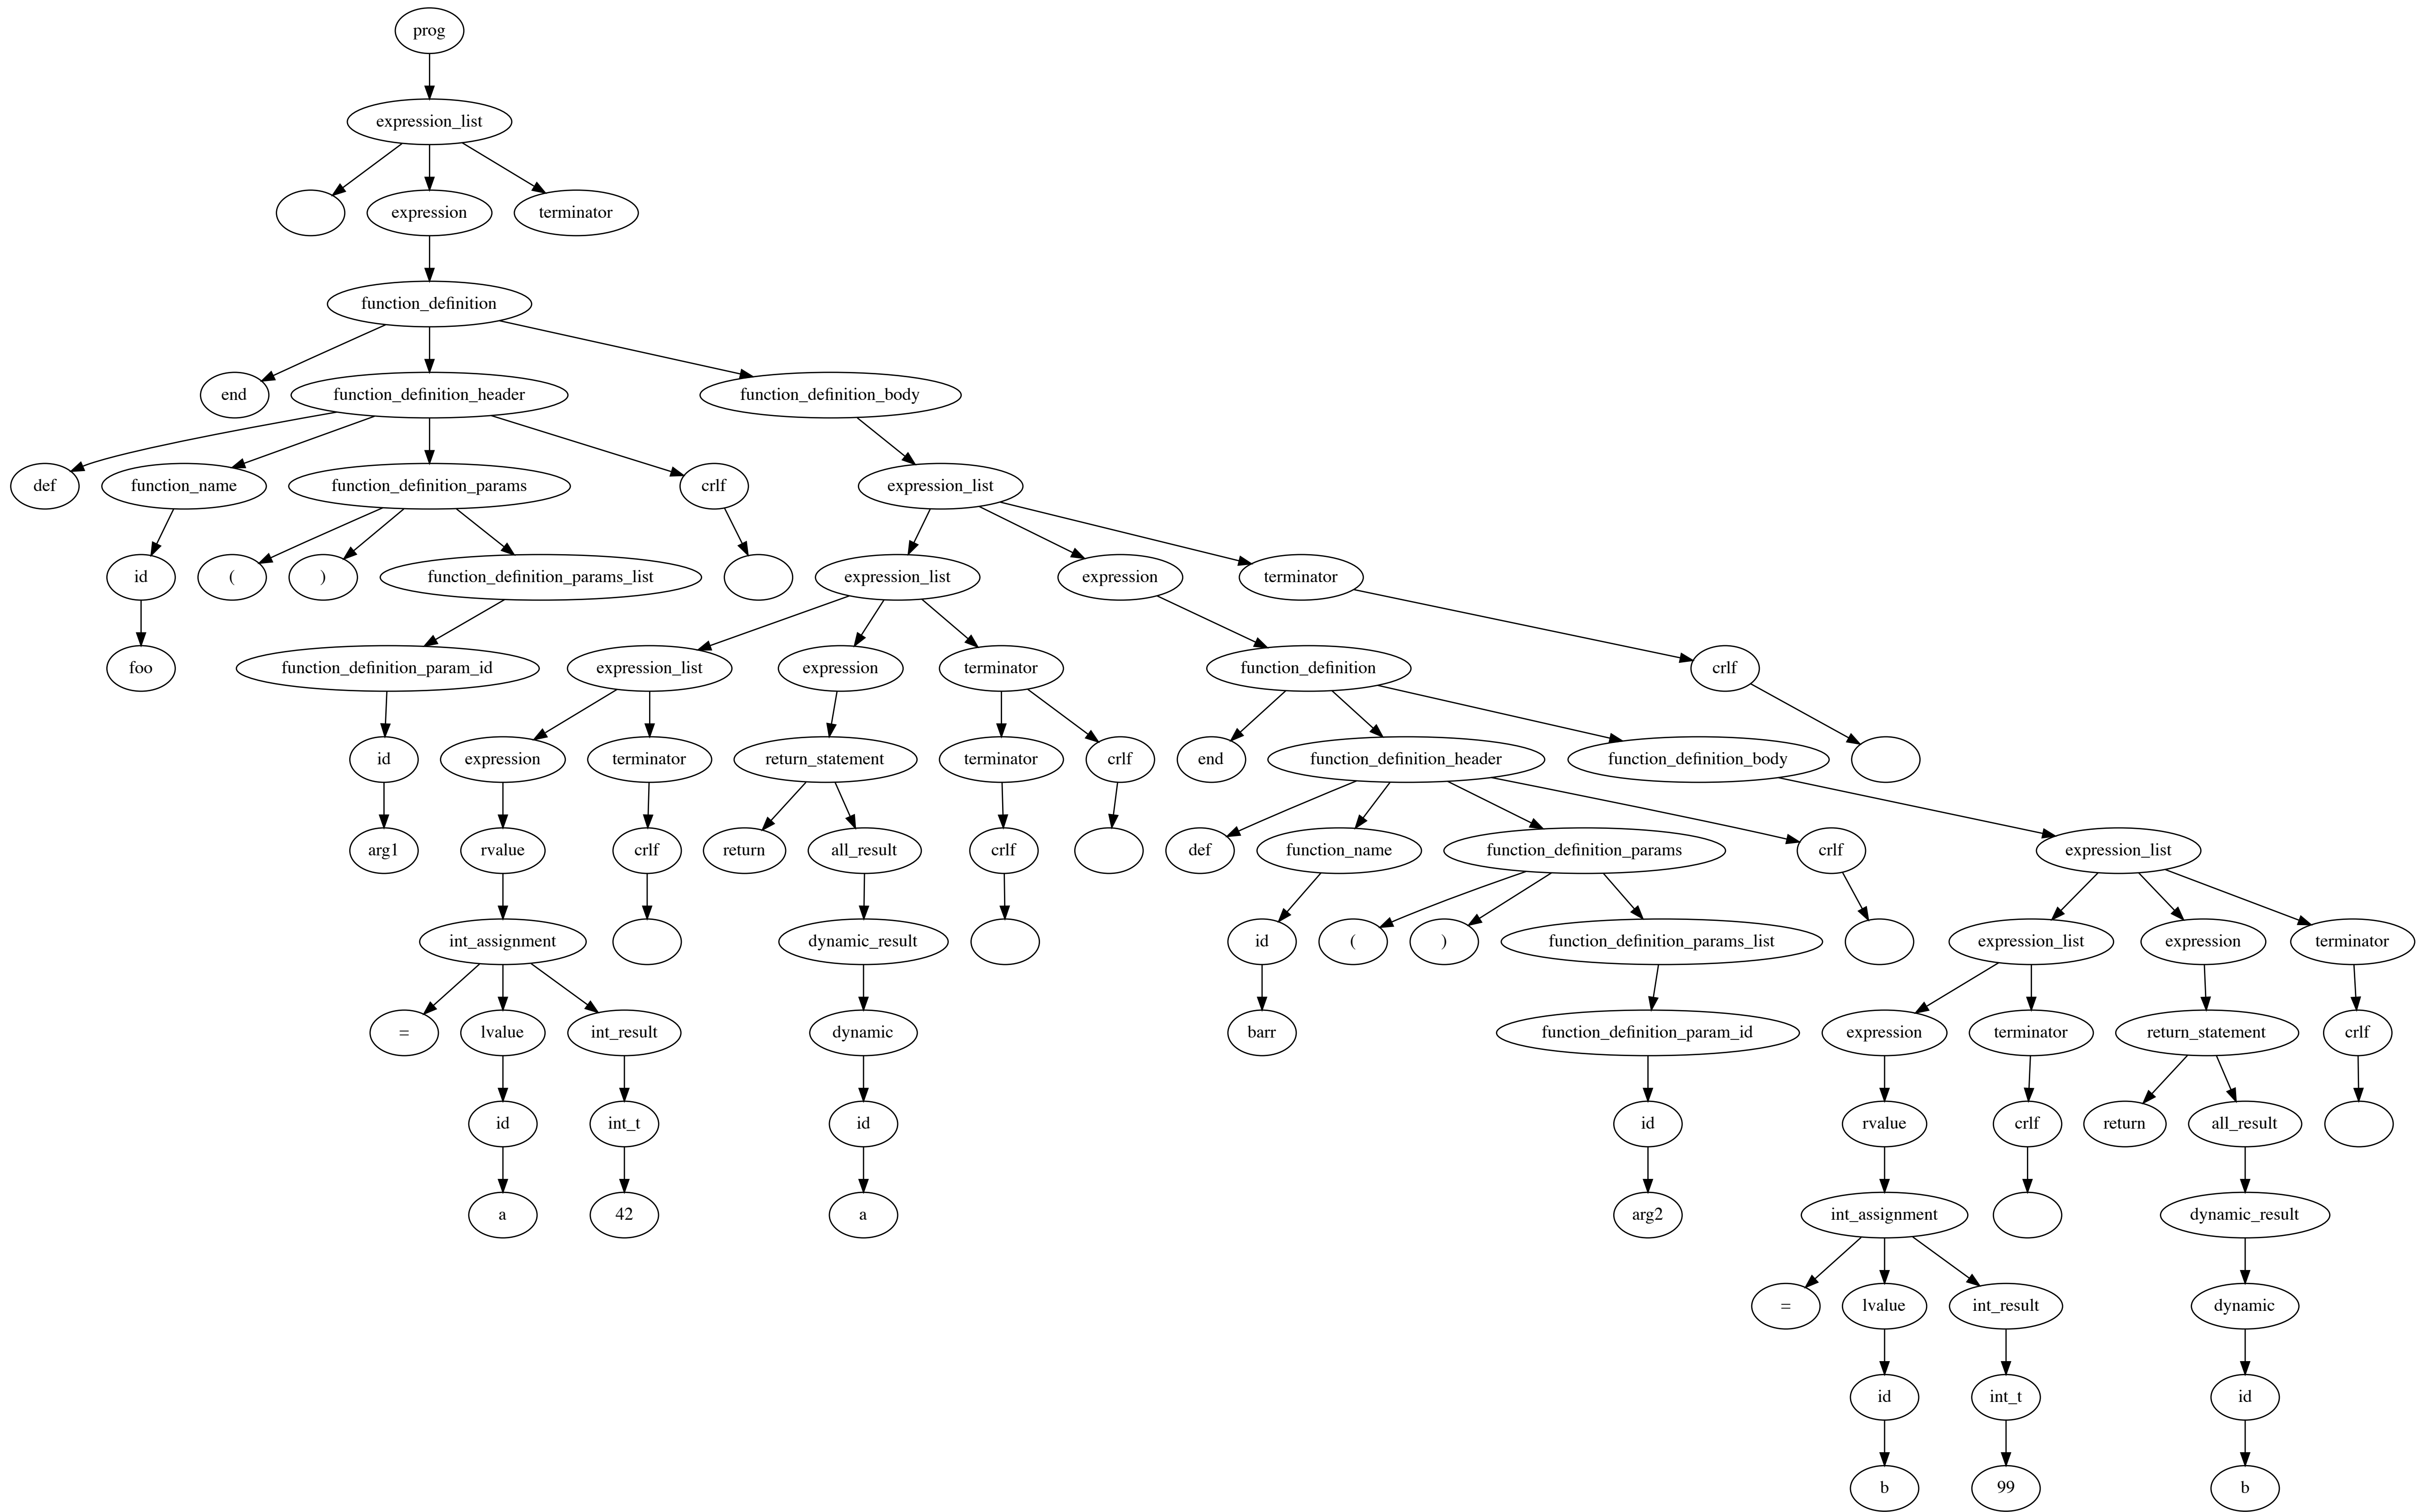 prog
expression_list
expression terminator
function_definition
end function_definition_header function_definition_body
def function_name function_definition_params crlf expression_list
id ( ) function_definition_params_list expression_list expression terminator
foo function_definition_param_id expression_list expression terminator function_definition crlf
id expression terminator return_statement terminator crlf end function_definition_header function_definition_body
arg1 rvalue crlf return all_result crlf def function_name function_definition_params crlf expression_list
int_assignment dynamic_result id ( ) function_definition_params_list expression_list expression terminator
= lvalue int_result dynamic barr function_definition_param_id expression terminator return_statement crlf
id int_t id id rvalue crlf return all_result
a 42 a arg2 int_assignment dynamic_result
= lvalue int_result dynamic
id int_t id
b 99 b